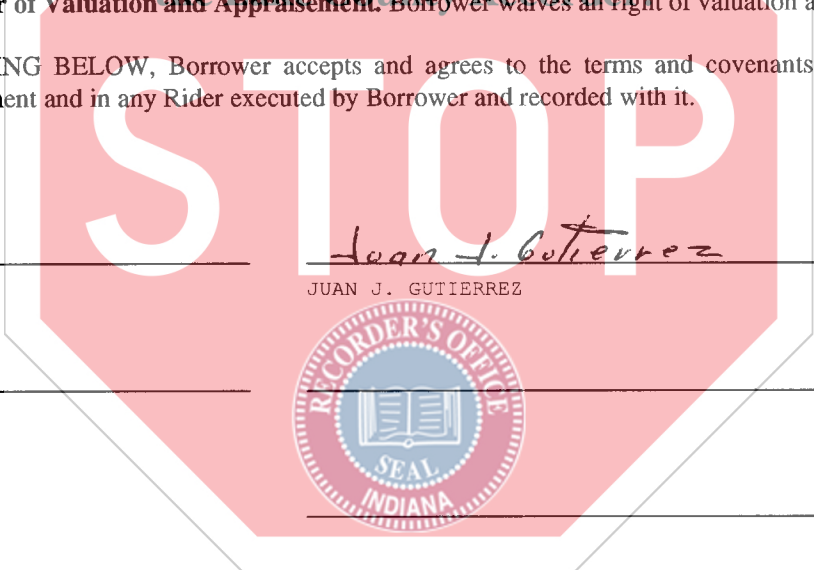 of Valuation and Appraisement. Borrower waives all right of valuation a
NG BELOW, Borrower accepts and agrees to the terms and covenants
ent and in any Rider executed by Borrower and recorded with it.
STOP
Juan J. Gutierrez
JUAN J. GUTIERREZ
RECORDER'S OFFICE
SEAL
INDIANA